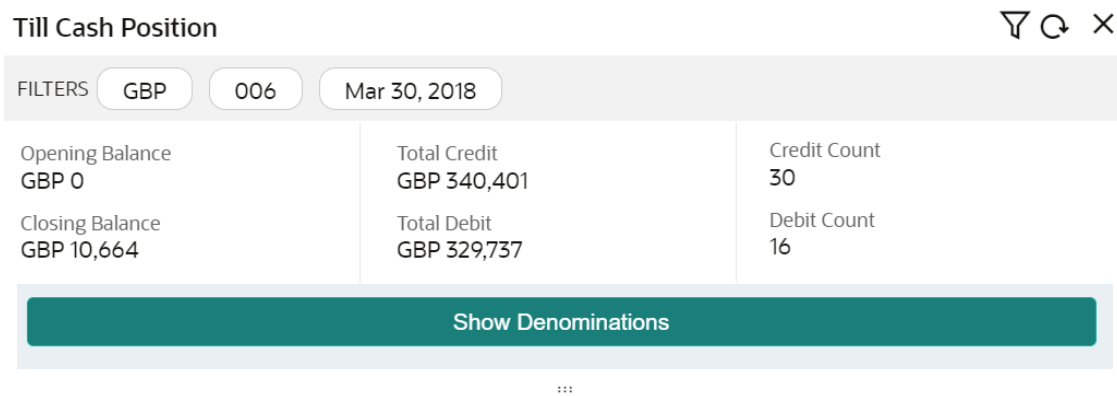 Till Cash Position
FILTERS GBP 006 Mar 30, 2018
Opening Balance
GBP 0
Closing Balance
GBP 10,664
Total Credit
GBP 340,401
Total Debit
GBP 329,737
Credit Count
30
Debit Count
16
Show Denominations